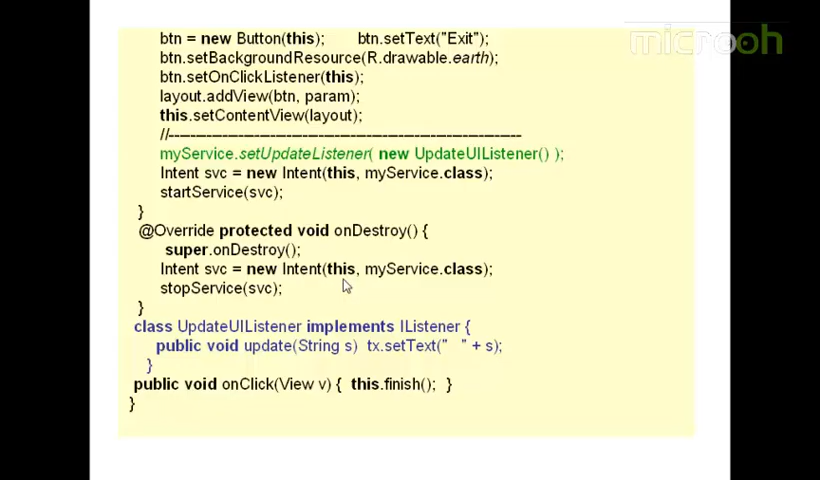 microoh
btn = new Button(this);    btn.setText("Exit");
btn.setBackgroundResource(R.drawable.earth);
btn.setOnClickListener(this);
layout.addView(btn, param);
this.setContentView(layout);
//-----------------------------------------------------------------
myService.setUpdateListener( new UpdateUIListener() );
Intent svc = new Intent(this, myService.class);
startService(svc);
}
@Override protected void onDestroy() {
super.onDestroy();
Intent svc = new Intent(this, myService.class);
stopService(svc);
}
class UpdateUIListener implements IListener {
public void update(String s)  tx.setText("   " + s);
}
public void onClick(View v) {  this.finish();  }
}